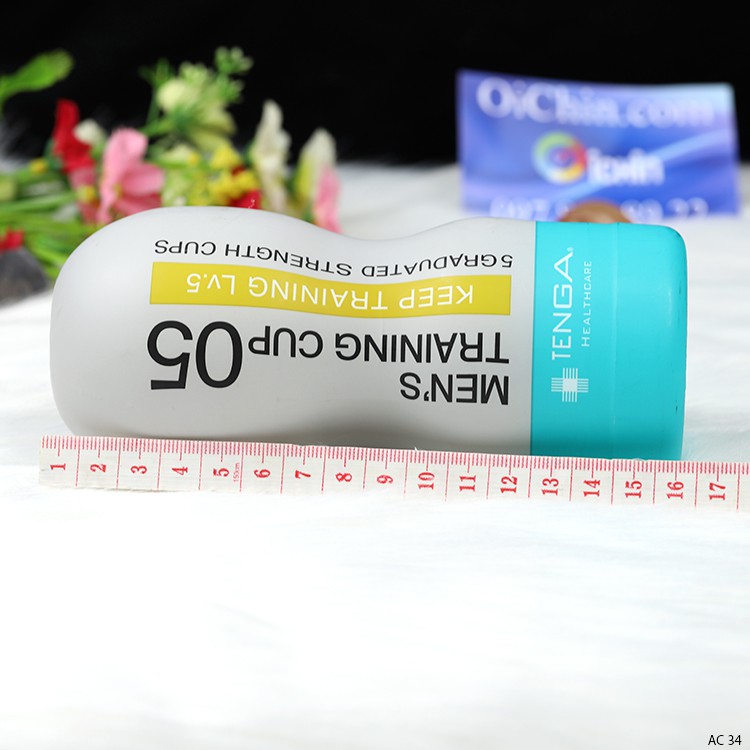 OiChin.com
MEN'S
TRAINING CUP 05
KEEP TRAINING Lv.5
5 GRADUATED STRENGTH CUPS
TENGA®
HEALTHCARE
1 2 3 4 5 6 7 8 9 10 11 12 13 14 15 16 17
150cm
AC 34